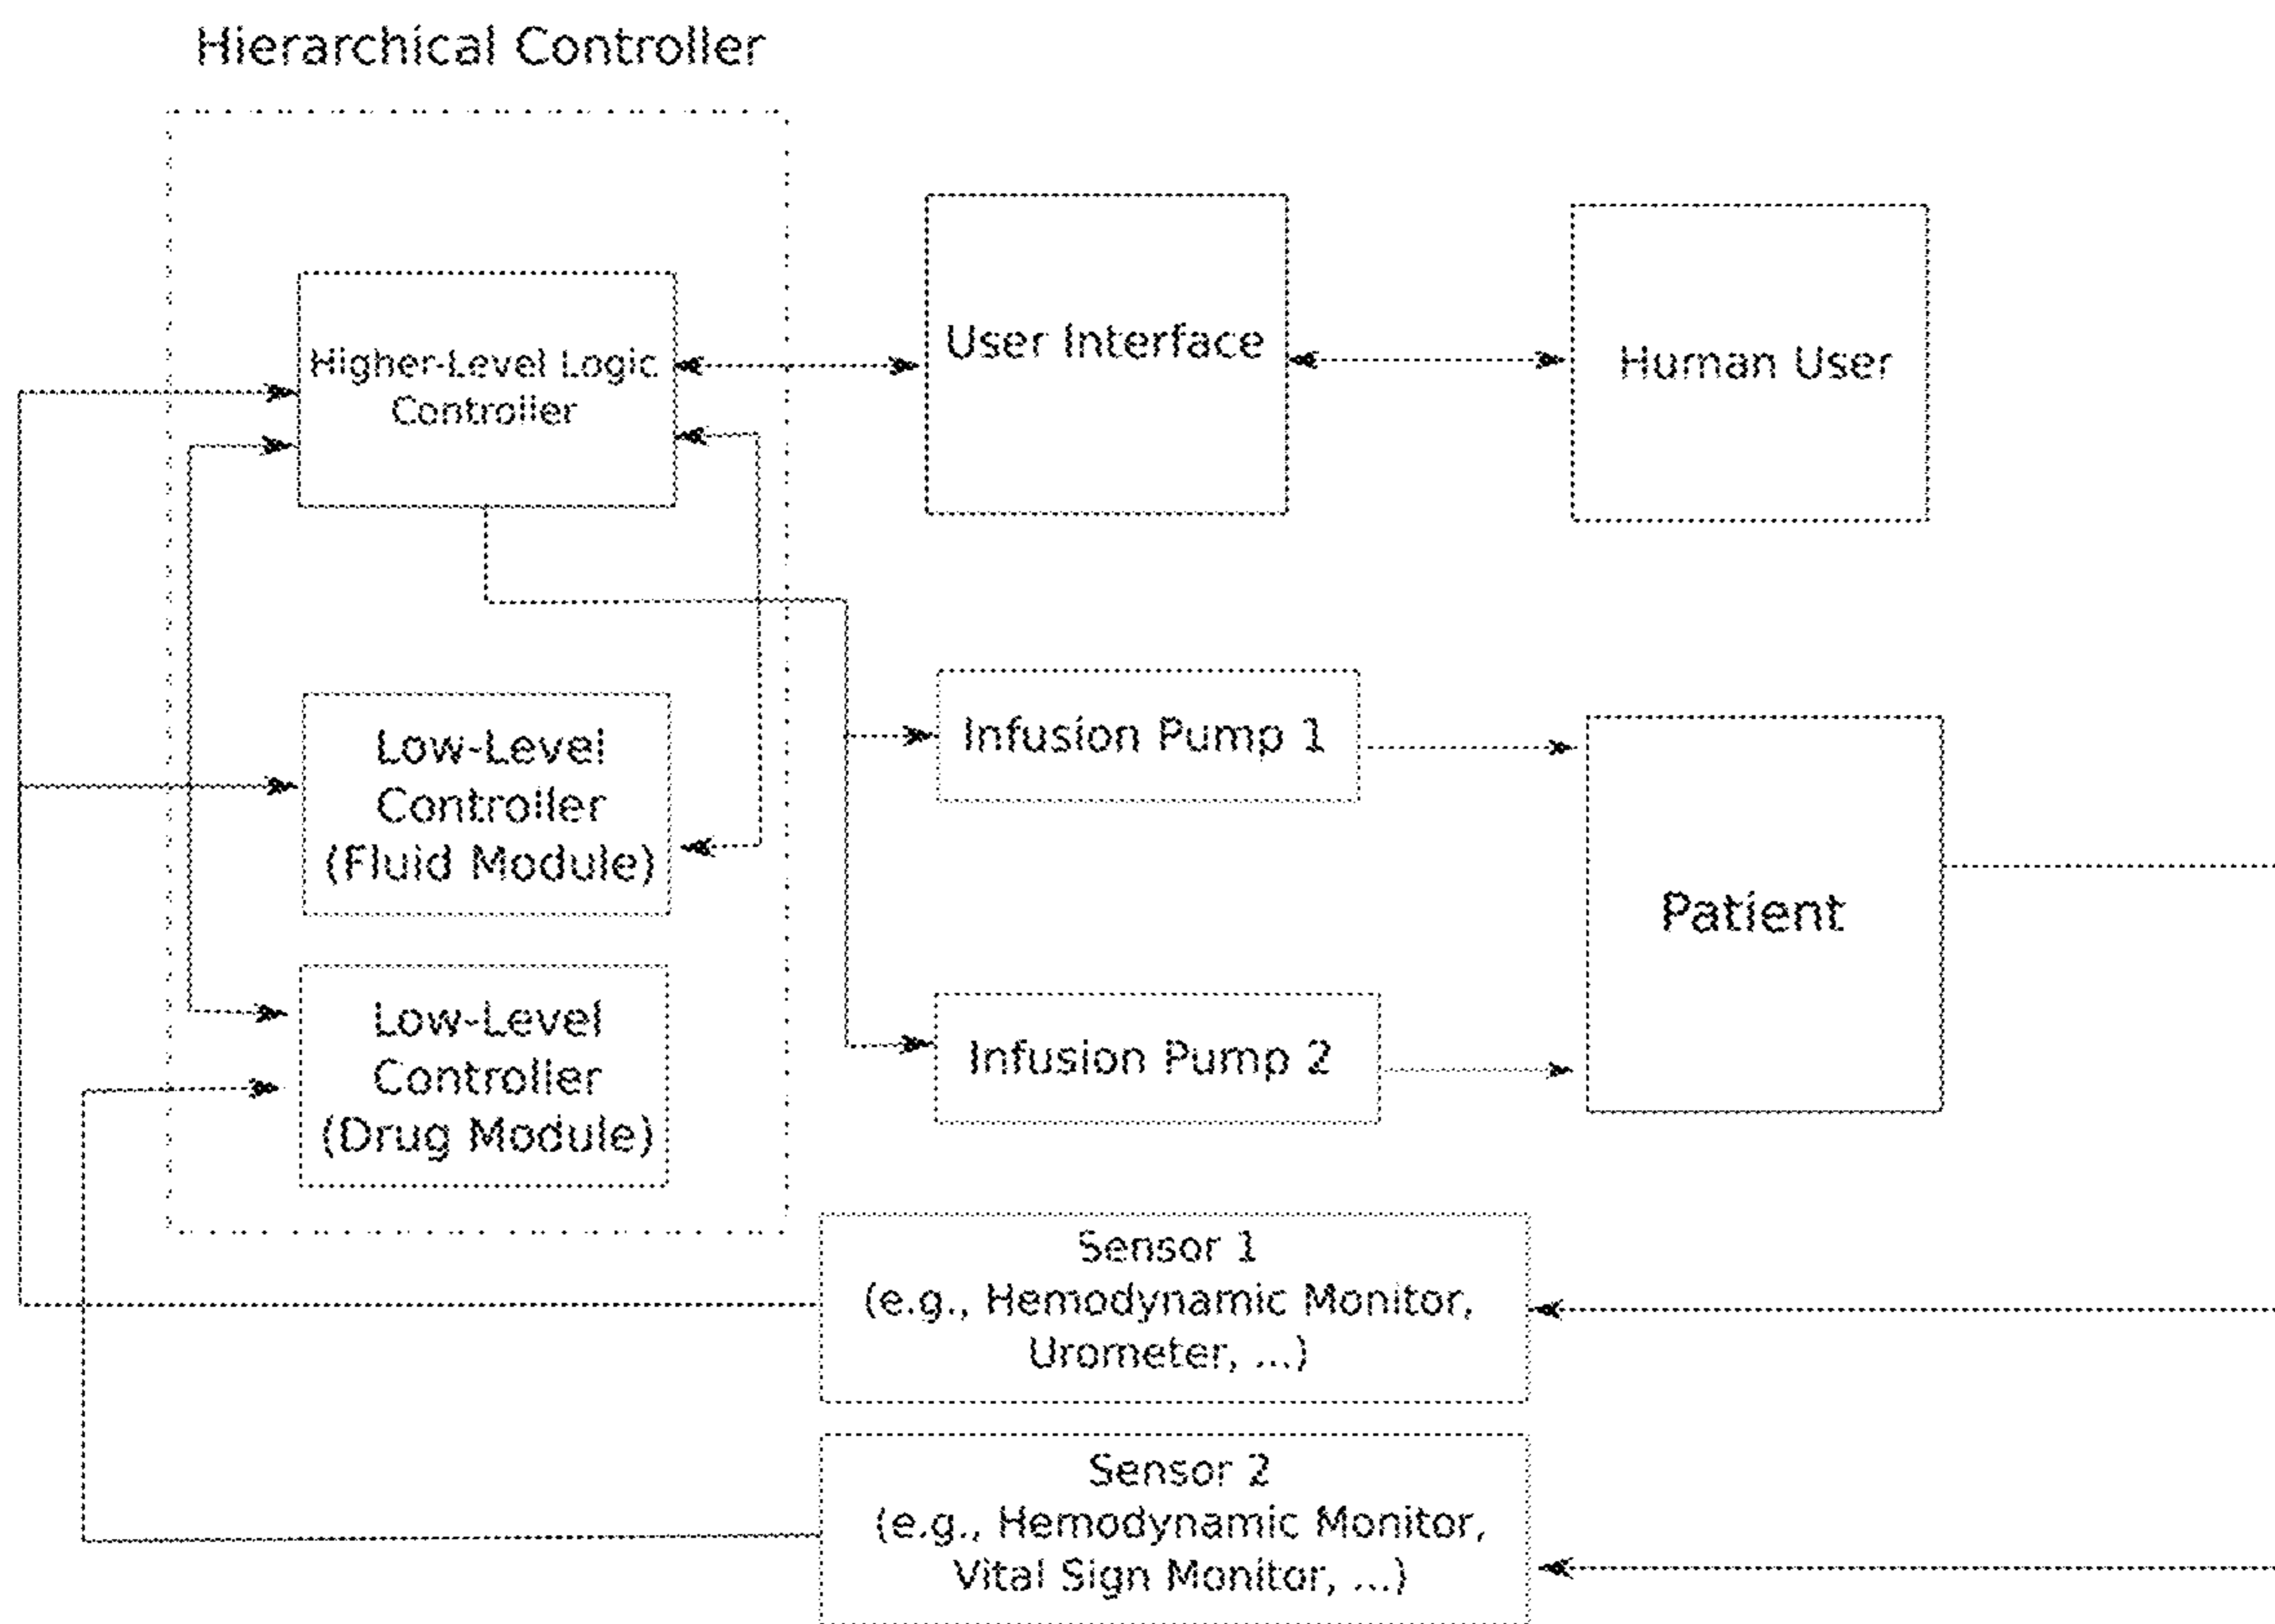 Hierarchical Controller
Higher-Level Logic
Controller
User Interface
Human User
Low-Level
Controller
(Fluid Module)
Infusion Pump 1
Patient
Low-Level
Controller
(Drug Module)
Infusion Pump 2
Sensor 1
(e.g., Hemodynamic Monitor,
Urometer, ...)
Sensor 2
(e.g., Hemodynamic Monitor,
Vital Sign Monitor, ...)